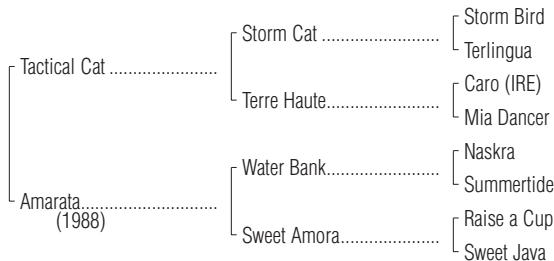 Storm Bird
Storm Cat ..........................
Terlingua
Tactical Cat ........................
Caro (IRE)
Terre Haute.........................
Mia Dancer
Naskra
Water Bank.........................
Summertide
Amarata..............................
(1988)
Raise a Cup
Sweet Amora......................
Sweet Java